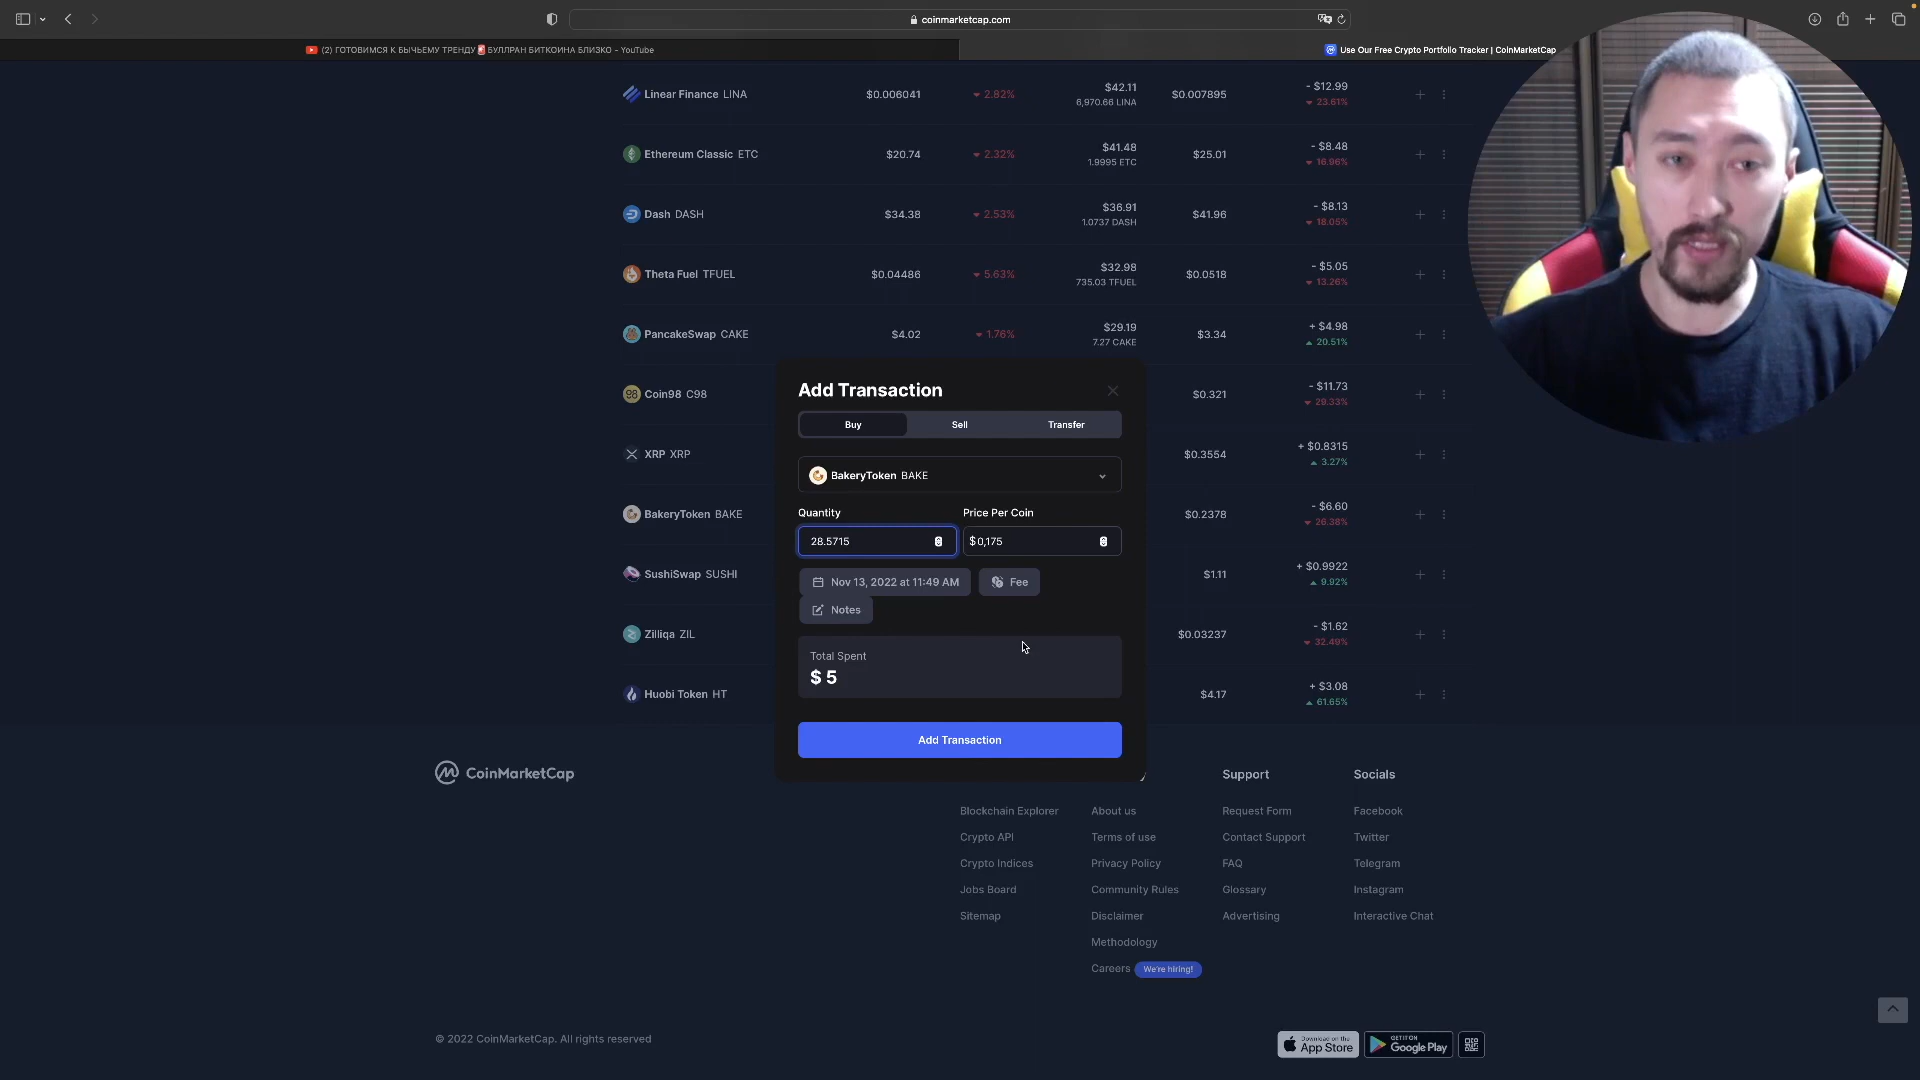 coinmarketcap.com
(2) ГОТОВИМСЯ К БЫЧЬЕМУ ТРЕНДУ🚨БУЛЛРАН БИТКОИНА БЛИЗКО - YouTube
Use Our Free Crypto Portfolio Tracker | CoinMarketCap
Linear Finance LINA $0.006041 2.82% $42.11 $0.007895 - $12.99
6,970.66 LINA 23.61%
Ethereum Classic ETC $20.74 2.32% $41.48 $25.01 - $8.48
1.9995 ETC 16.96%
Dash DASH $34.38 2.53% $36.91 $41.96 - $8.13
1.0737 DASH 18.05%
Theta Fuel TFUEL $0.04486 5.63% $32.98 $0.0518 - $5.05
735.03 TFUEL 13.26%
PancakeSwap CAKE $4.02 1.76% $29.19 $3.34 + $4.98
7.27 CAKE 20.51%
Coin98 C98 $0.321 - $11.73
29.33%
XRP XRP $0.3554 + $0.8315
3.27%
BakeryToken BAKE $0.2378 - $6.60
26.38%
SushiSwap SUSHI $1.11 + $0.9922
9.92%
Zilliqa ZIL $0.03237 - $1.62
32.49%
Huobi Token HT $4.17 + $3.08
61.65%
Add Transaction
Buy Sell Transfer
BakeryToken BAKE
Quantity Price Per Coin
28.5715 $0,175
Nov 13, 2022 at 11:49 AM Fee
Notes
Total Spent
$ 5
Add Transaction
CoinMarketCap
Support Socials
Blockchain Explorer About us Request Form Facebook
Crypto API Terms of use Contact Support Twitter
Crypto Indices Privacy Policy FAQ Telegram
Jobs Board Community Rules Glossary Instagram
Sitemap Disclaimer Advertising Interactive Chat
Methodology
Careers We're hiring!
© 2022 CoinMarketCap. All rights reserved
Download on the App Store
GET IT ON Google Play